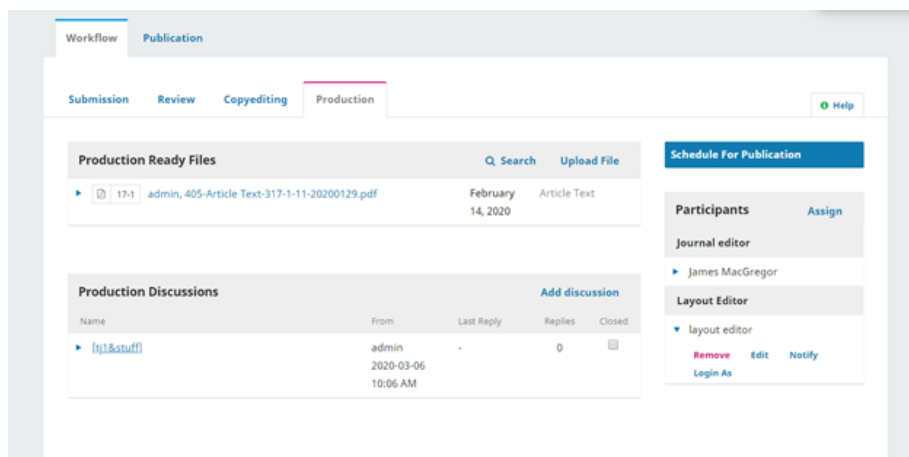 Workflow Publication
Submission Review Copyediting Production
Help
Production Ready Files Search Upload File
17-1 admin, 405-Article Text-317-1-11-20200129.pdf February Article Text
14, 2020
Production Discussions Add discussion
Name From Last Reply Replies Closed
[tj1&stuff] admin - 0
2020-03-06
10:06 AM
Schedule For Publication
Participants Assign
Journal editor
James MacGregor
Layout Editor
layout editor
Remove Edit Notify
Login As